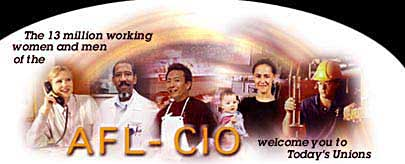 The 13 million working
women and men
of the
AFL-CIO
welcome you to
Today's Unions